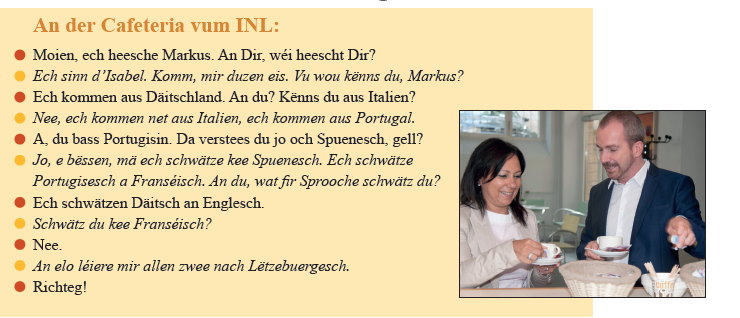 An der Cafeteria vum INL:
Moien, ech heesche Markus. An Dir, wéi heescht Dir?
Ech sinn d'Isabel. Komm, mir duzen eis. Vu wou kënns du, Markus?
Ech kommen aus Däitschland. An du? Kënns du aus Italien?
Nee, ech kommen net aus Italien, ech kommen aus Portugal.
A, du bass Portugisin. Da verstees du jo och Spuenesch, gell?
Jo, e bëssen, mä ech schwätze kee Spuenesch. Ech schwätze
Portugisesch a Franséisch. An du, wat fir Sprooche schwätz du?
Ech schwätzen Däitsch an Englesch.
Schwätz du kee Franséisch?
Nee.
An elo léiere mir allen zwee nach Lëtzebuergesch.
Richteg!